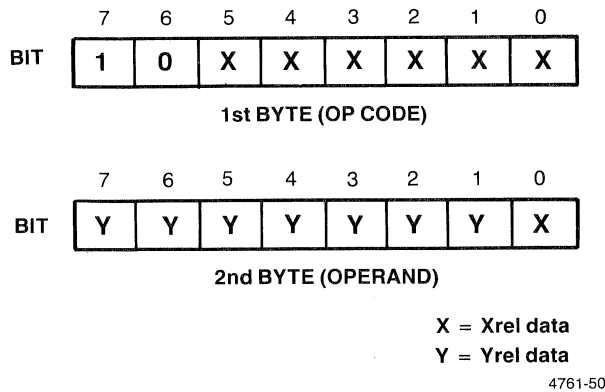 7 6 5 4 3 2 1 0
BIT 1 0 X X X X X X
1st BYTE (OP CODE)
7 6 5 4 3 2 1 0
BIT Y Y Y Y Y Y Y X
2nd BYTE (OPERAND)
X = Xrel data
Y = Yrel data
4761-50